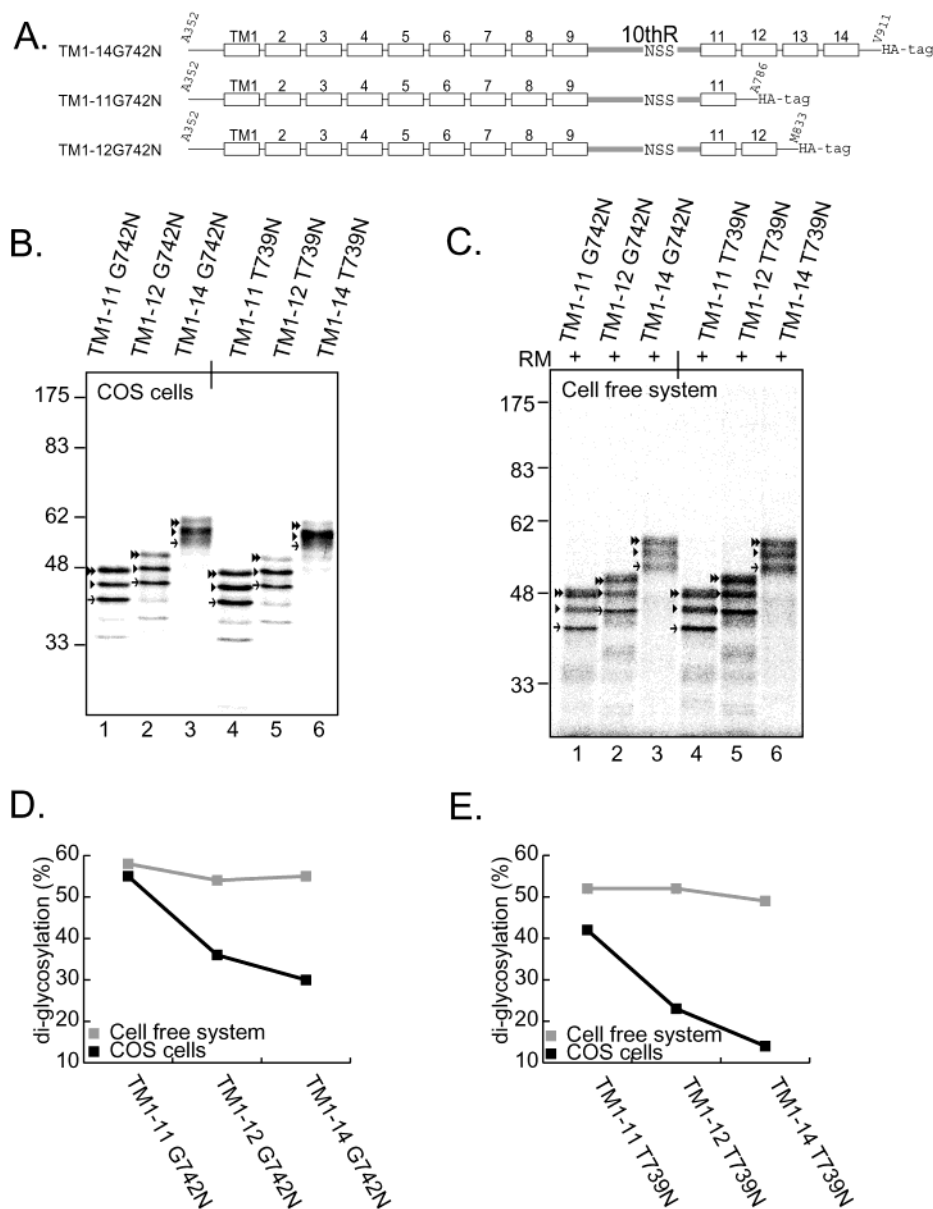 A.
A352
TM1-14G742N
TM1 2 3 4 5 6 7 8 9 10thR NSS 11 12 13 14
V911
HA-tag
A352
TM1-11G742N
TM1 2 3 4 5 6 7 8 9 NSS 11
A786
HA-tag
A352
TM1-12G742N
TM1 2 3 4 5 6 7 8 9 NSS 11 12
M833
HA-tag
B.
TM1-11 G742N
TM1-12 G742N
TM1-14 G742N
TM1-11 T739N
TM1-12 T739N
TM1-14 T739N
COS cells
175
83
62
48
33
1 2 3 4 5 6
C.
TM1-11 G742N
TM1-12 G742N
TM1-14 G742N
TM1-11 T739N
TM1-12 T739N
TM1-14 T739N
RM + + + + + +
Cell free system
175
83
62
48
33
1 2 3 4 5 6
D.
di-glycosylation (%)
60
50
40
30
20
10
Cell free system
COS cells
TM1-11 G742N
TM1-12 G742N
TM1-14 G742N
E.
di-glycosylation (%)
60
50
40
30
20
10
Cell free system
COS cells
TM1-11 T739N
TM1-12 T739N
TM1-14 T739N